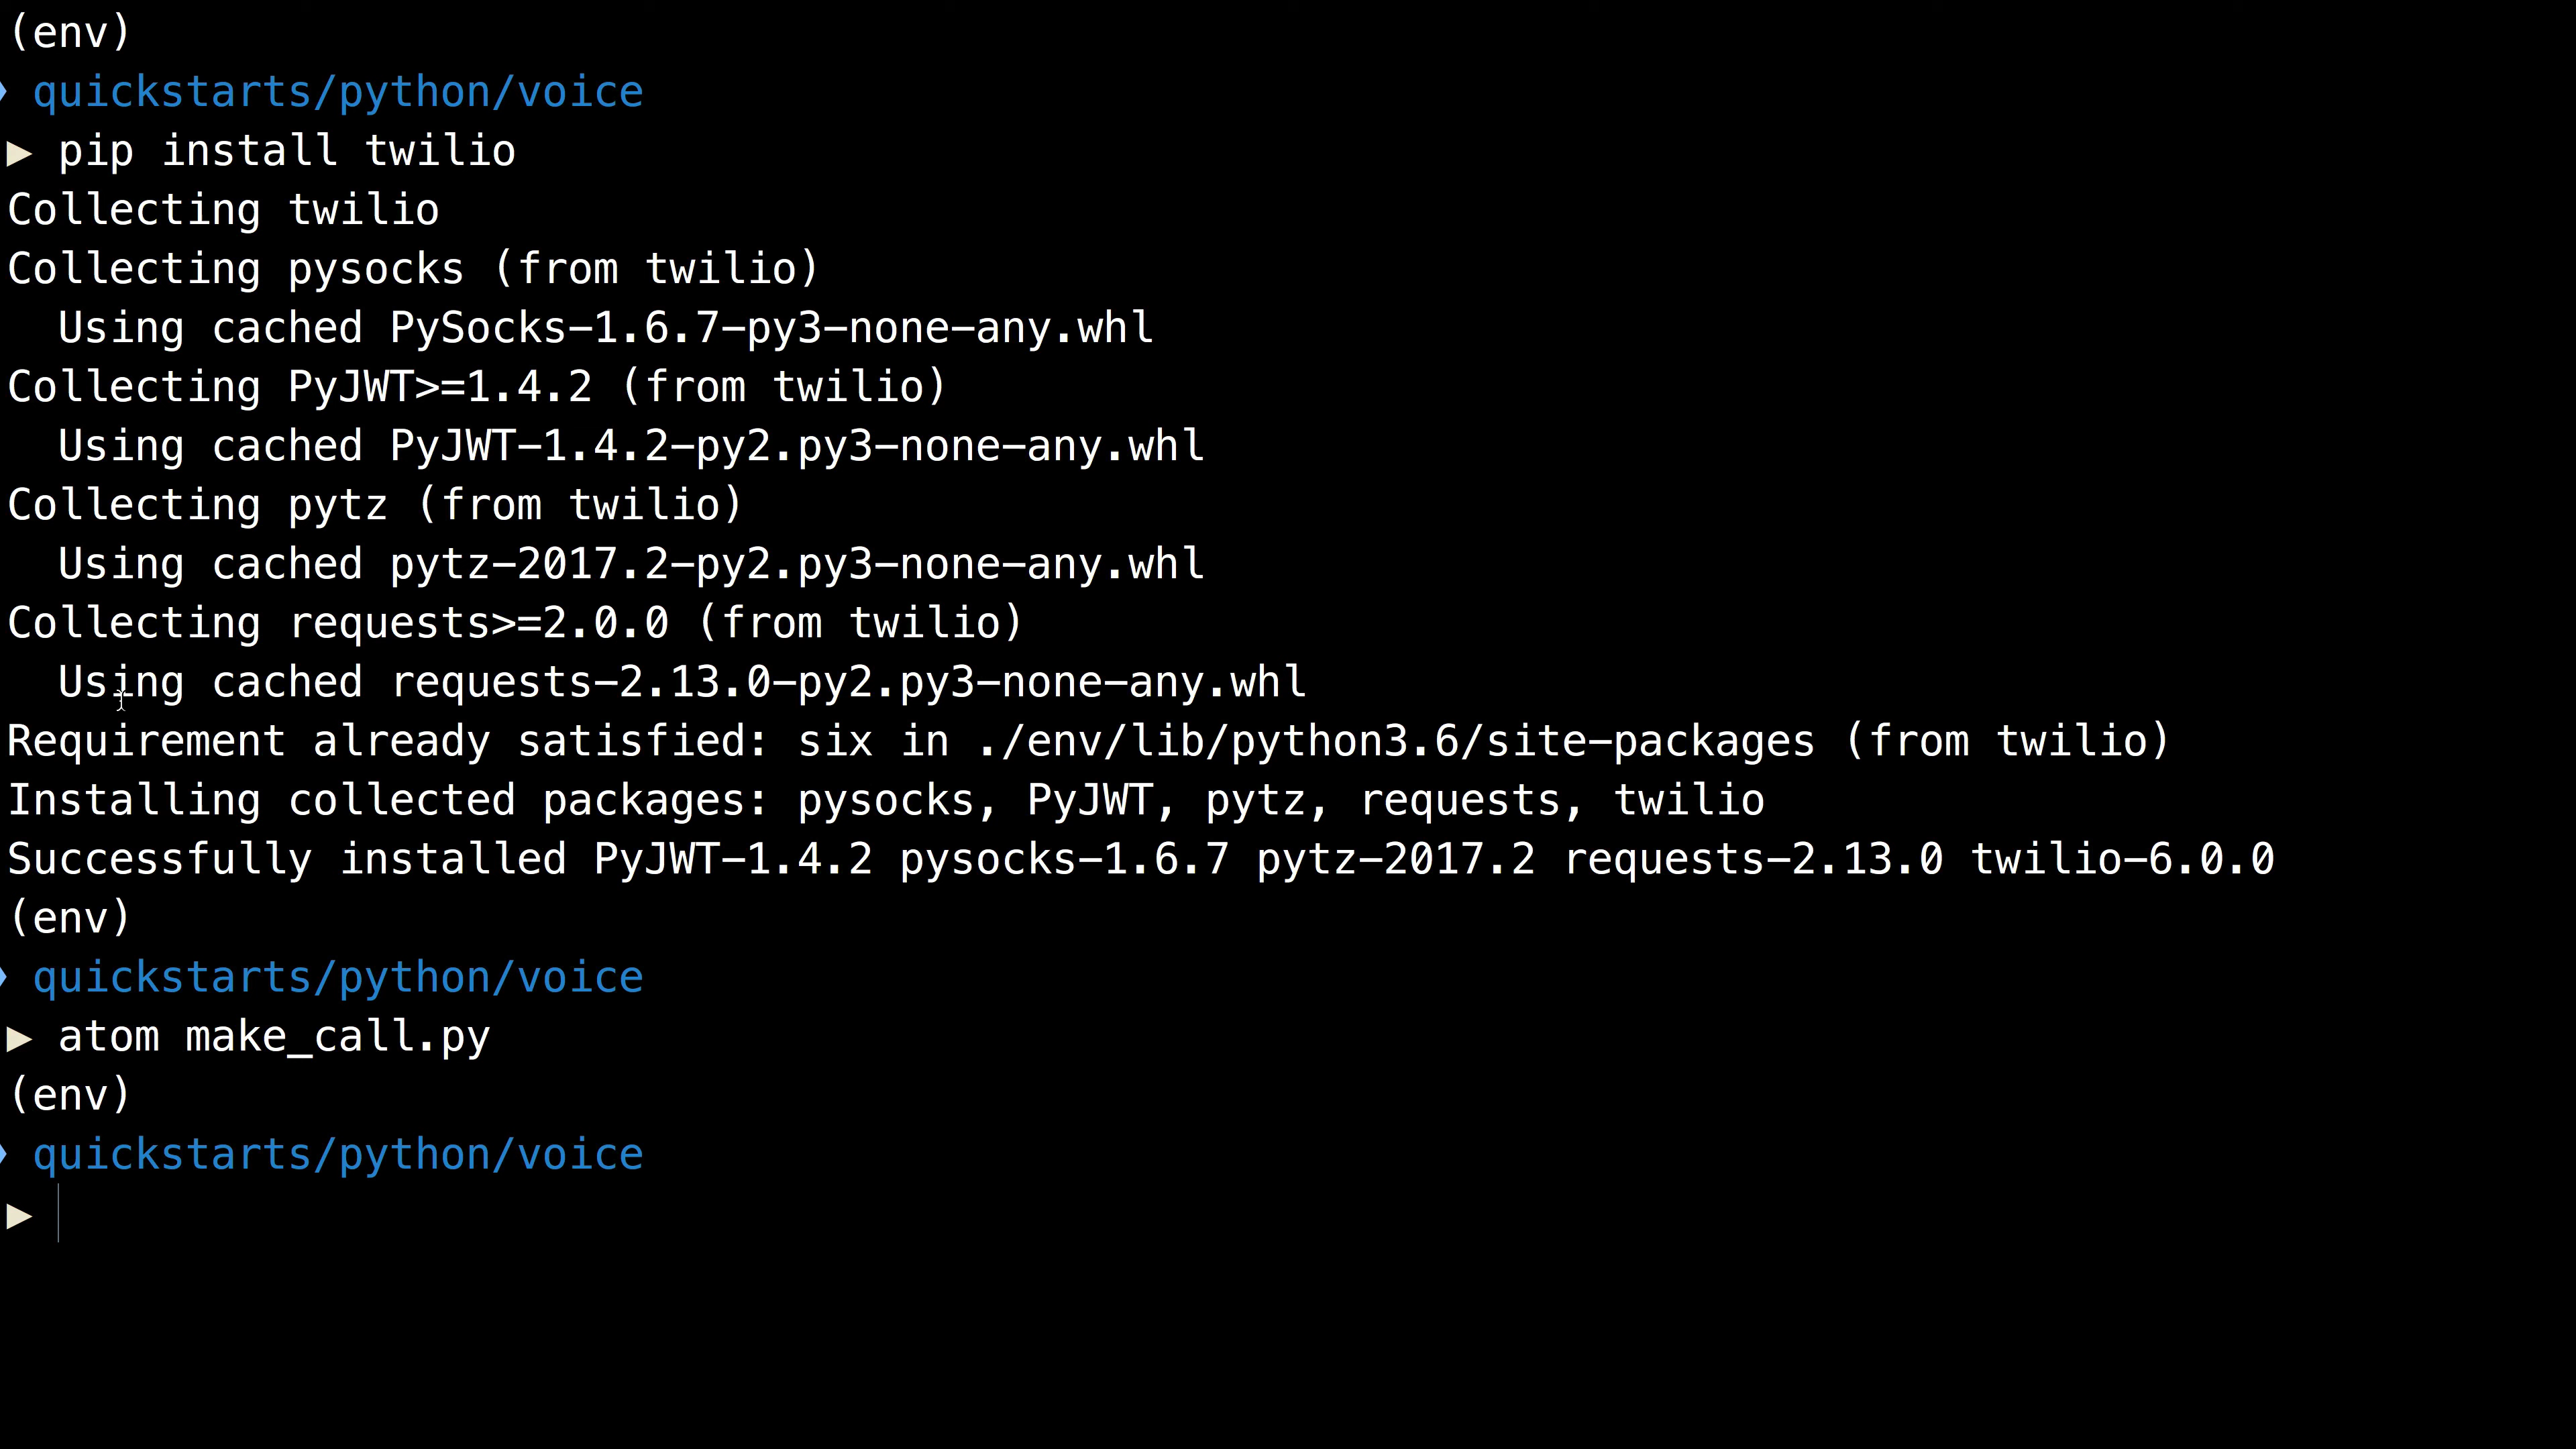 (env)
quickstarts/python/voice
▶ pip install twilio
Collecting twilio
Collecting pysocks (from twilio)
  Using cached PySocks-1.6.7-py3-none-any.whl
Collecting PyJWT>=1.4.2 (from twilio)
  Using cached PyJWT-1.4.2-py2.py3-none-any.whl
Collecting pytz (from twilio)
  Using cached pytz-2017.2-py2.py3-none-any.whl
Collecting requests>=2.0.0 (from twilio)
  Using cached requests-2.13.0-py2.py3-none-any.whl
Requirement already satisfied: six in ./env/lib/python3.6/site-packages (from twilio)
Installing collected packages: pysocks, PyJWT, pytz, requests, twilio
Successfully installed PyJWT-1.4.2 pysocks-1.6.7 pytz-2017.2 requests-2.13.0 twilio-6.0.0
(env)
quickstarts/python/voice
▶ atom make_call.py
(env)
quickstarts/python/voice
▶